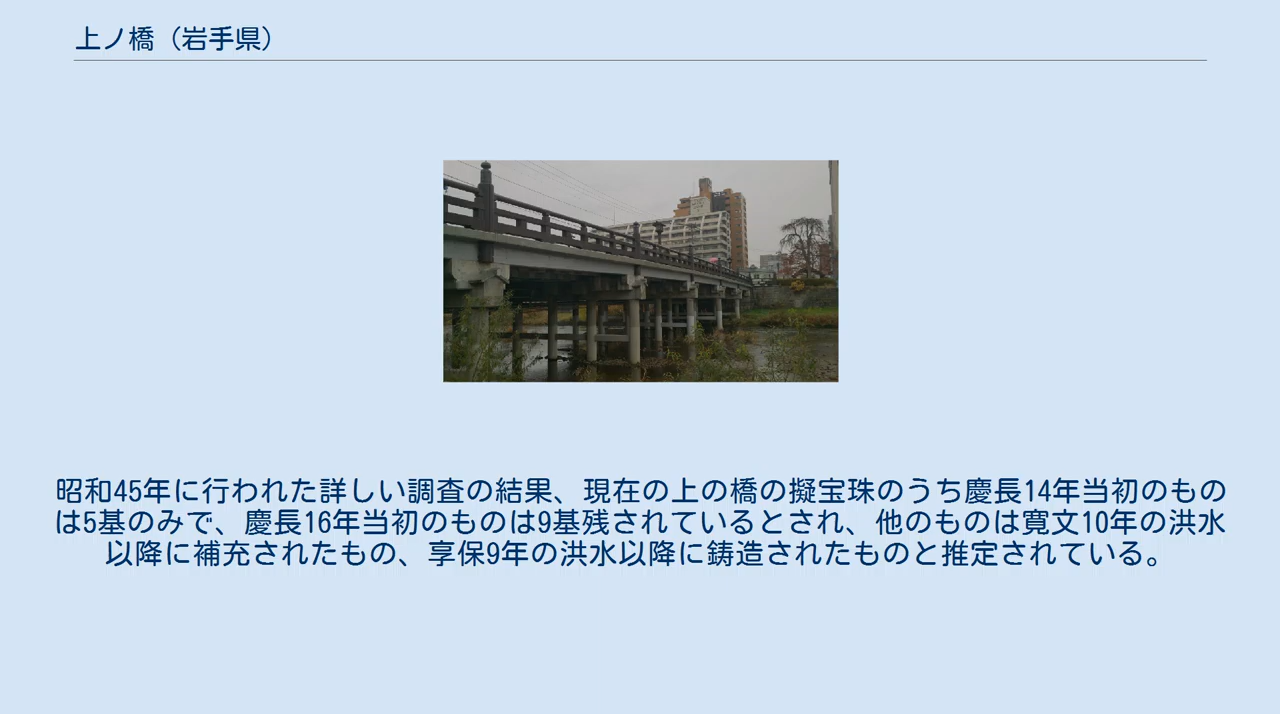 上ノ橋（岩手県）
昭和45年に行われた詳しい調査の結果、現在の上の橋の擬宝珠のうち慶長14年当初のもの
は5基のみで、慶長16年当初のものは9基残されているとされ、他のものは寛文10年の洪水
以降に補充されたもの、享保9年の洪水以降に鋳造されたものと推定されている。